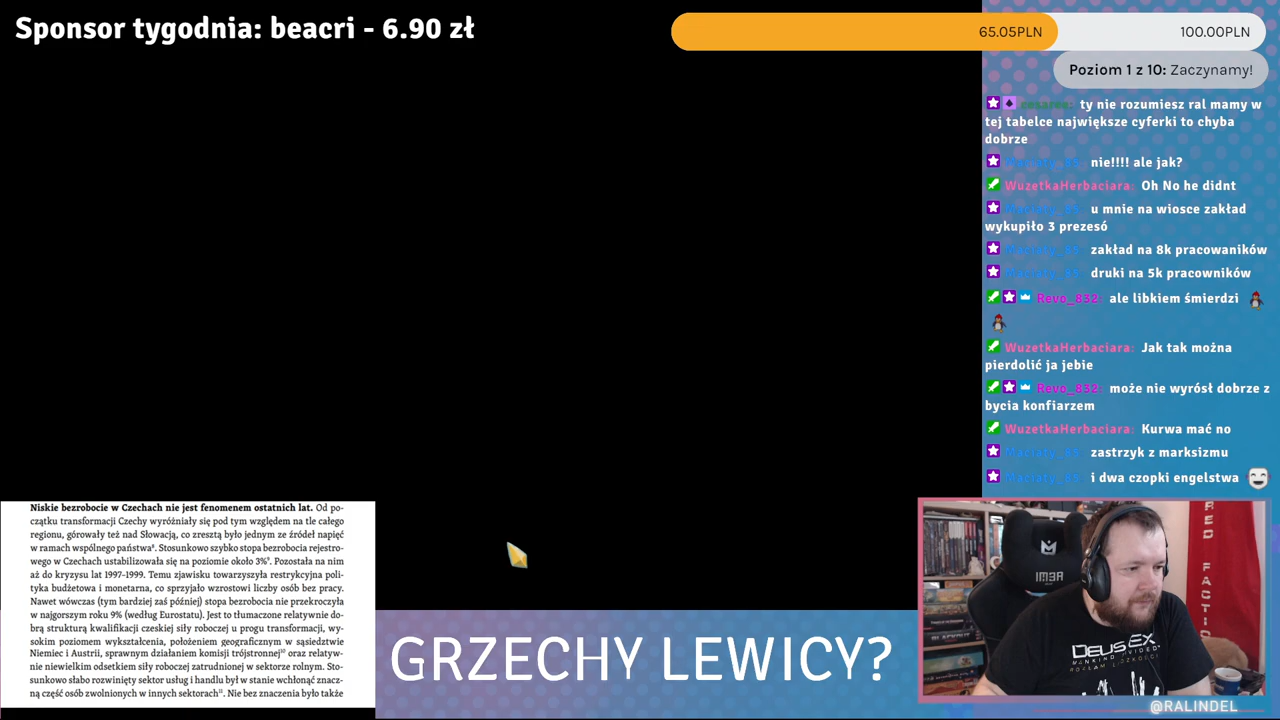 Sponsor tygodnia: beacri - 6.90 zł
65.05PLN
100.00PLN
Poziom 1 z 10: Zaczynamy!
ty nie rozumiesz ral mamy w
tej tabelce największe cyferki to chyba
dobrze
nie!!!! ale jak?
WuzetkaHerbaciara: Oh No he didnt
u mnie na wiosce zakład
wykupiło 3 prezesó
zakład na 8k pracowaników
druki na 5k pracowników
Revo_832: ale libkiem śmierdzi
WuzetkaHerbaciara: Jak tak można
pierdolić ja jebie
Revo_832: może nie wyrósł dobrze z
bycia konfiarzem
WuzetkaHerbaciara: Kurwa mać no
zastrzyk z marksizmu
i dwa czopki engelstwa
Niskie bezrobocie w Czechach nie jest fenomenem ostatnich lat. Od po-
czątku transformacji Czechy wyróżniały się pod tym względem na tle całego
regionu, górowały też nad Słowacją, co zresztą było jednym ze źródeł napięć
w ramach wspólnego państwa⁸. Stosunkowo szybko stopa bezrobocia rejestro-
wego w Czechach ustabilizowała się na poziomie około 3%⁹. Pozostała na nim
aż do kryzysu lat 1997–1999. Temu zjawisku towarzyszyła restrykcyjna poli-
tyka budżetowa i monetarna, co sprzyjało wzrostowi liczby osób bez pracy.
Nawet wówczas (tym bardziej zaś później) stopa bezrobocia nie przekroczyła
w najgorszym roku 9% (według Eurostatu). Jest to tłumaczone relatywnie do-
brą strukturą kwalifikacji czeskiej siły roboczej u progu transformacji, wy-
sokim poziomem wykształcenia, położeniem geograficznym w sąsiedztwie
Niemiec i Austrii, sprawnym działaniem komisji trójstronnej¹⁰ oraz relatyw-
nie niewielkim odsetkiem siły roboczej zatrudnionej w sektorze rolnym. Sto-
sunkowo słabo rozwinięty sektor usług i handlu był w stanie wchłonąć znacz-
ną część osób zwolnionych w innych sektorach¹¹. Nie bez znaczenia było także
GRZECHY LEWICY?
RED FACTI
DEUS EX
MANKIND
@RALINDEL